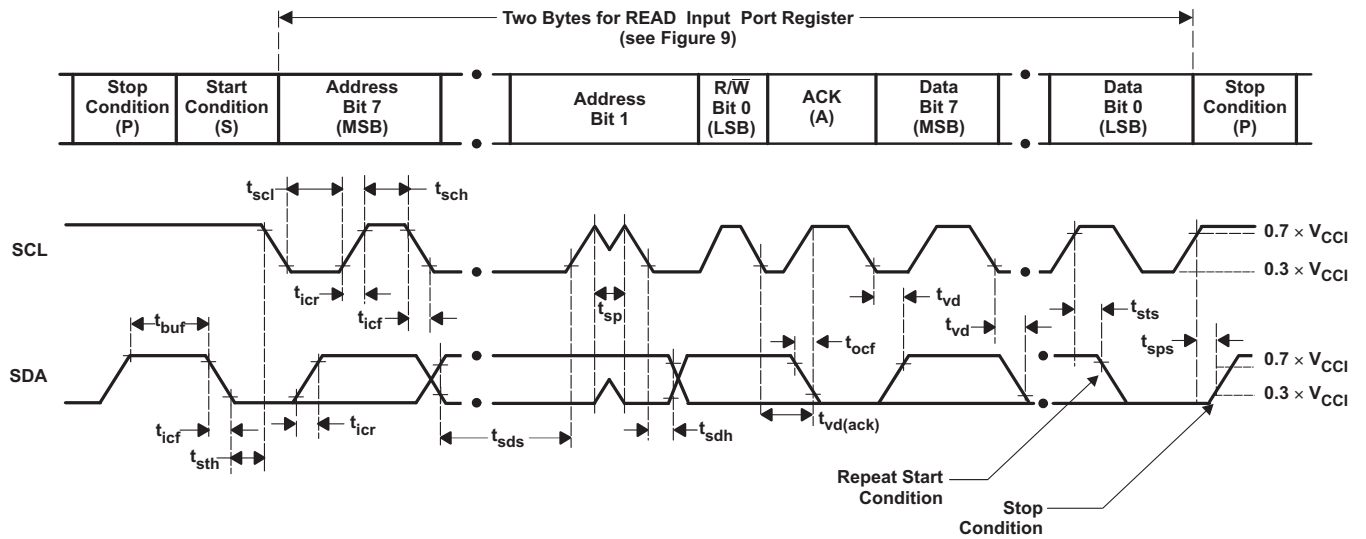 Two Bytes for READ Input Port Register
(see Figure 9)
Stop
Condition
(P)
Start
Condition
(S)
Address
Bit 7
(MSB)
Address
Bit 1
R/W̅
Bit 0
(LSB)
ACK
(A)
Data
Bit 7
(MSB)
Data
Bit 0
(LSB)
Stop
Condition
(P)
tscl
tsch
SCL
0.7 × VCCI
0.3 × VCCI
ticr
ticf
tsp
tvd
tvd
tsts
tbuf
tocf
tsps
SDA
0.7 × VCCI
0.3 × VCCI
ticf
ticr
tsth
tsds
tsdh
tvd(ack)
Repeat Start
Condition
Stop
Condition